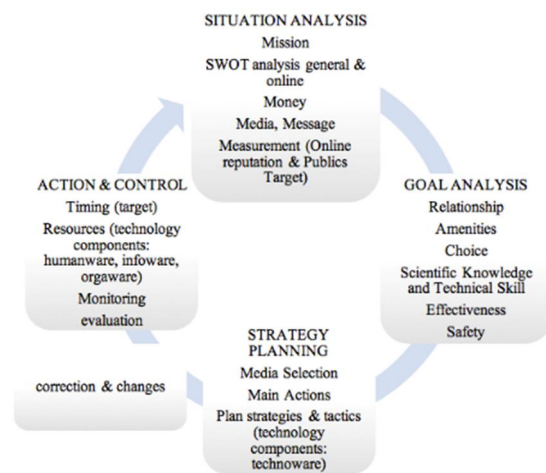 SITUATION ANALYSIS
Mission
SWOT analysis general &
online
Money
Media, Message
Measurement (Online
reputation & Publics
Target)
GOAL ANALYSIS
Relationship
Amenities
Choice
Scientific Knowledge
and Technical Skill
Effectiveness
Safety
STRATEGY
PLANNING
Media Selection
Main Actions
Plan strategies & tactics
(technology
components:
technoware)
correction & changes
ACTION & CONTROL
Timing (target)
Resources (technology
components:
humanware, infoware,
orgaware)
Monitoring
evaluation